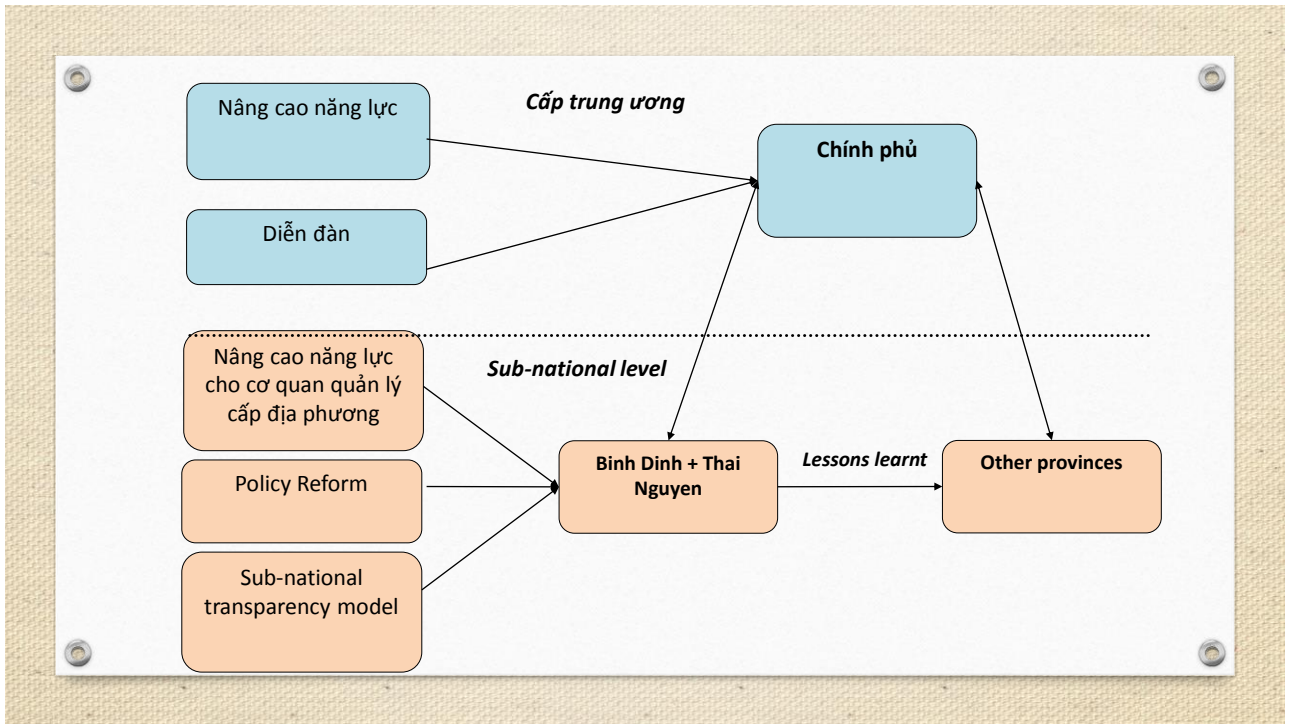 Nâng cao năng lực
Cấp trung ương
Chính phủ
Diễn đàn
Nâng cao năng lực
cho cơ quan quản lý
cấp địa phương
Sub-national level
Policy Reform
Binh Dinh + Thai
Nguyen
Lessons learnt
Other provinces
Sub-national
transparency model